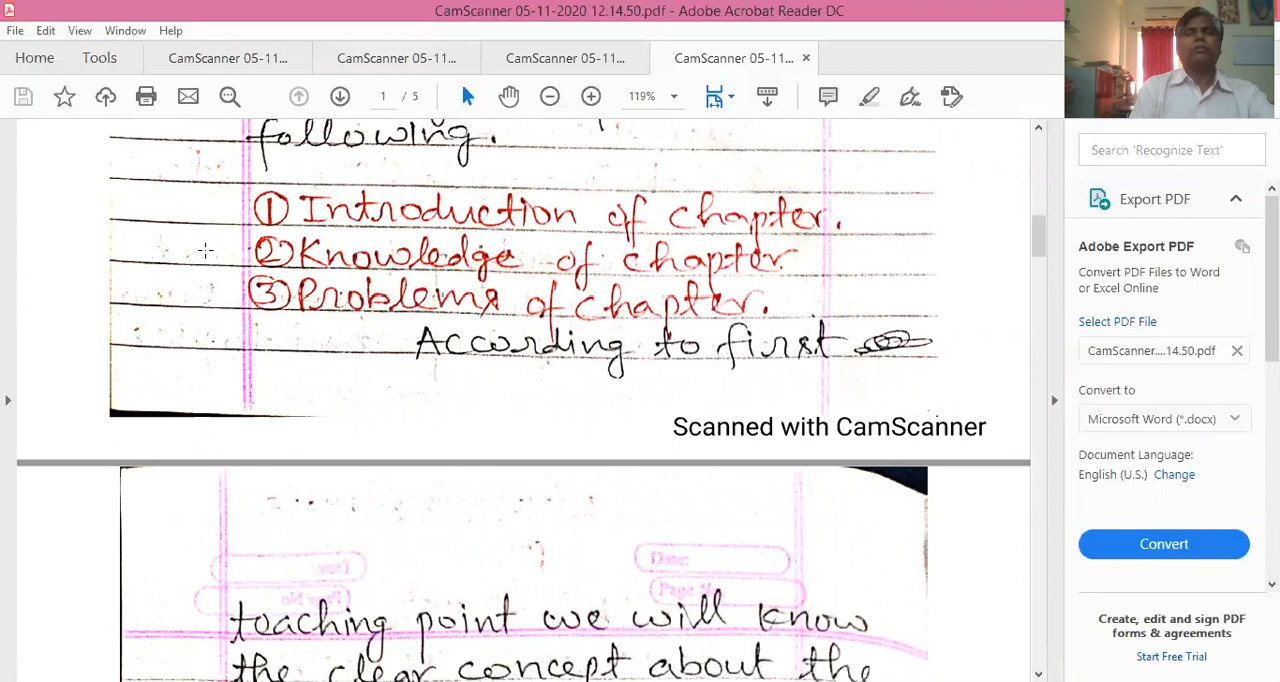 CamScanner 05-11-2020 12.14.50.pdf - Adobe Acrobat Reader DC
File Edit View Window Help
Home Tools CamScanner 05-11... CamScanner 05-11... CamScanner 05-11... CamScanner 05-11... ×
1 / 5 119%
following.
① Introduction of chapter.
② Knowledge of chapter.
③ Problems of chapter.
According to first
Scanned with CamScanner
Date:
Page
teaching point we will know
the clear concept about the
Search 'Recognize Text'
Export PDF
Adobe Export PDF
Convert PDF Files to Word
or Excel Online
Select PDF File
CamScanner....14.50.pdf
Convert to
Microsoft Word (*.docx)
Document Language:
English (U.S.) Change
Convert
Create, edit and sign PDF
forms & agreements
Start Free Trial